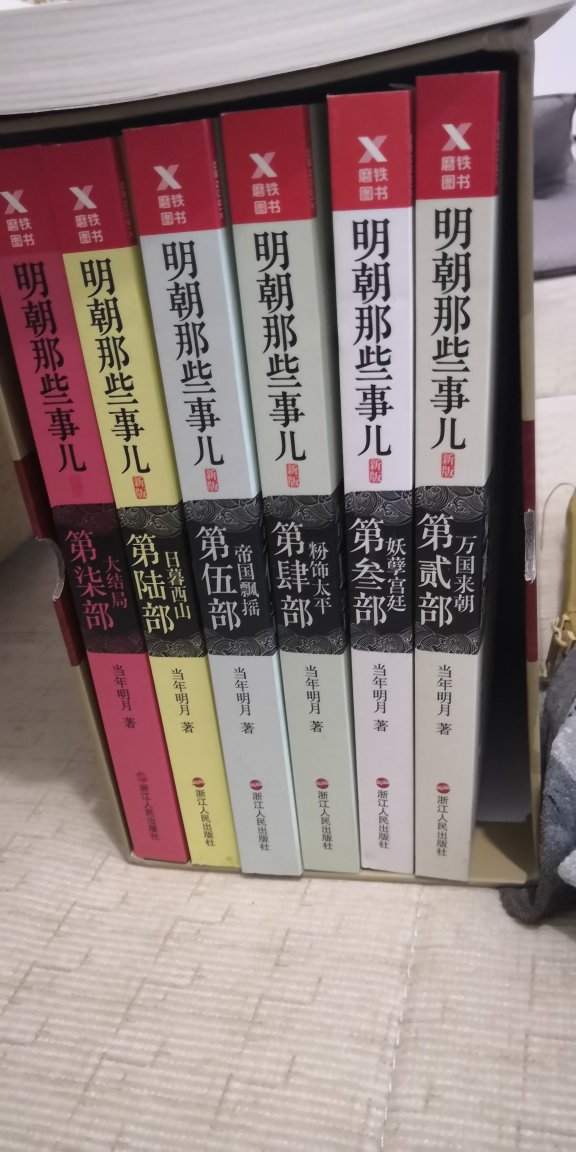 X
磨铁
图书
明朝那些事儿
第柒部
大结局
当年明月 著
浙江人民出版社
X
磨铁
图书
明朝那些事儿
新版
第陆部
日暮西山
当年明月 著
浙江人民出版社
X
磨铁
图书
明朝那些事儿
新版
第伍部
帝国飘摇
当年明月 著
浙江人民出版社
X
磨铁
图书
明朝那些事儿
新版
第肆部
粉饰太平
当年明月 著
浙江人民出版社
X
磨铁
图书
明朝那些事儿
新版
第叁部
妖孽宫廷
当年明月 著
浙江人民出版社
X
磨铁
图书
明朝那些事儿
新版
第贰部
万国来朝
当年明月 著
浙江人民出版社